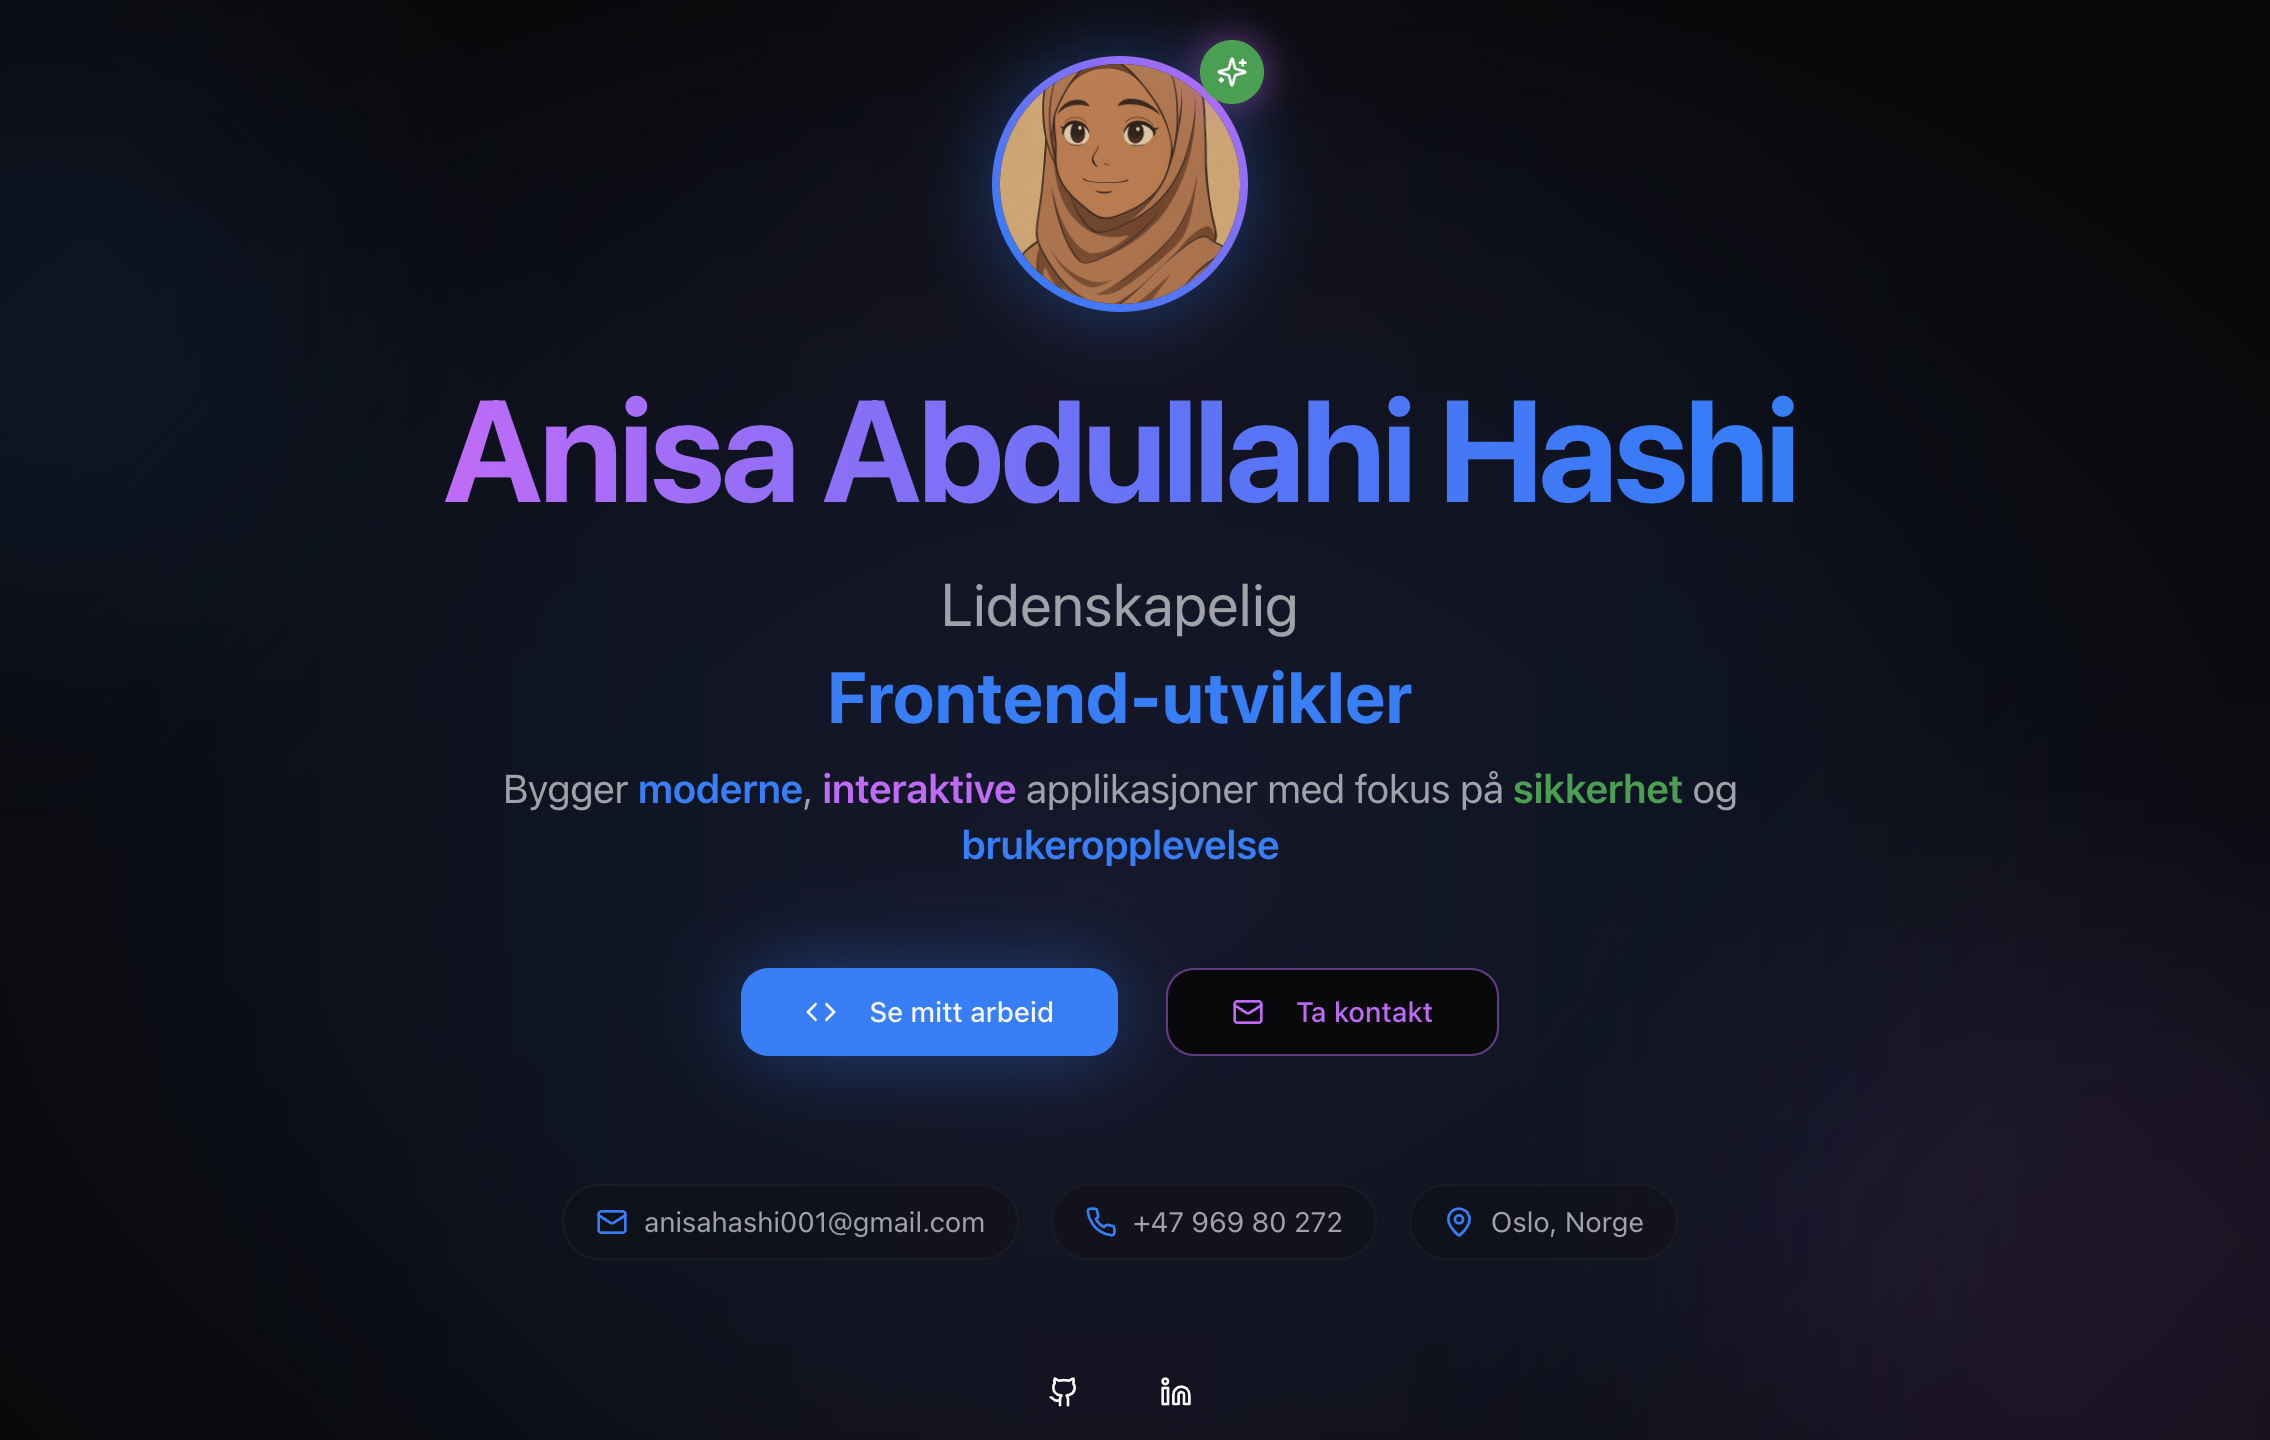 Anisa Abdullahi Hashi
Lidenskapelig
Frontend-utvikler
Bygger moderne, interaktive applikasjoner med fokus på sikkerhet og
brukeropplevelse
Se mitt arbeid
Ta kontakt
anisahashi001@gmail.com
+47 969 80 272
Oslo, Norge